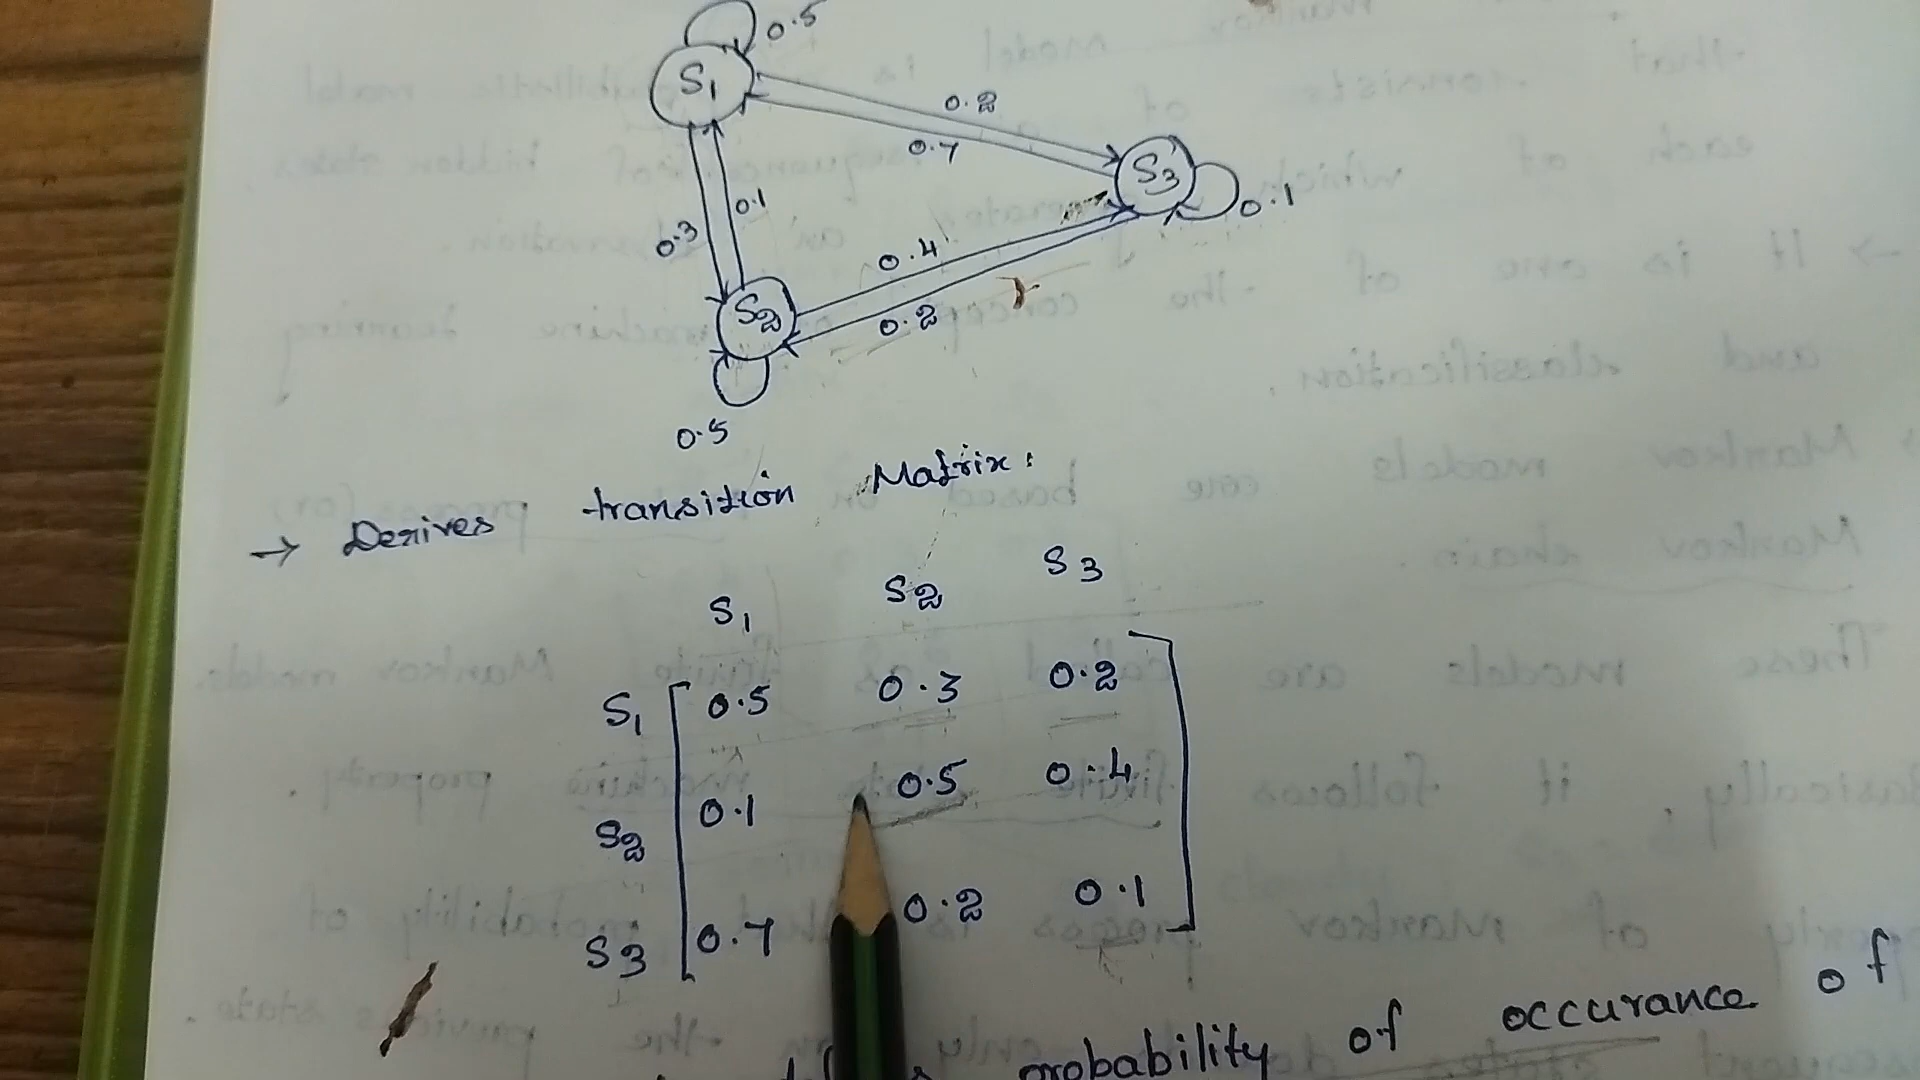 0.5
S1
0.2
0.7
S3
0.1
0.1
0.3
0.4
S2
0.2
0.5
→ Derives transition Matrix:
S1 S2 S3
S1 0.5 0.3 0.2
S2 0.1 0.5 0.4
S3 0.7 0.2 0.1
probability of occurance of